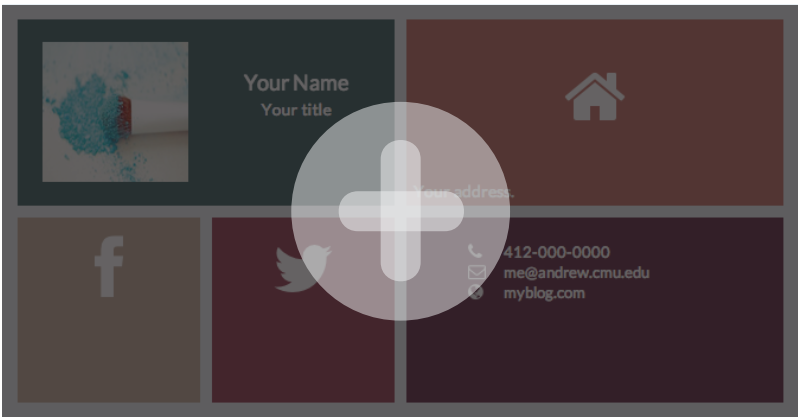 Your Name
Your title
Your address.
412-000-0000
me@andrew.cmu.edu
myblog.com